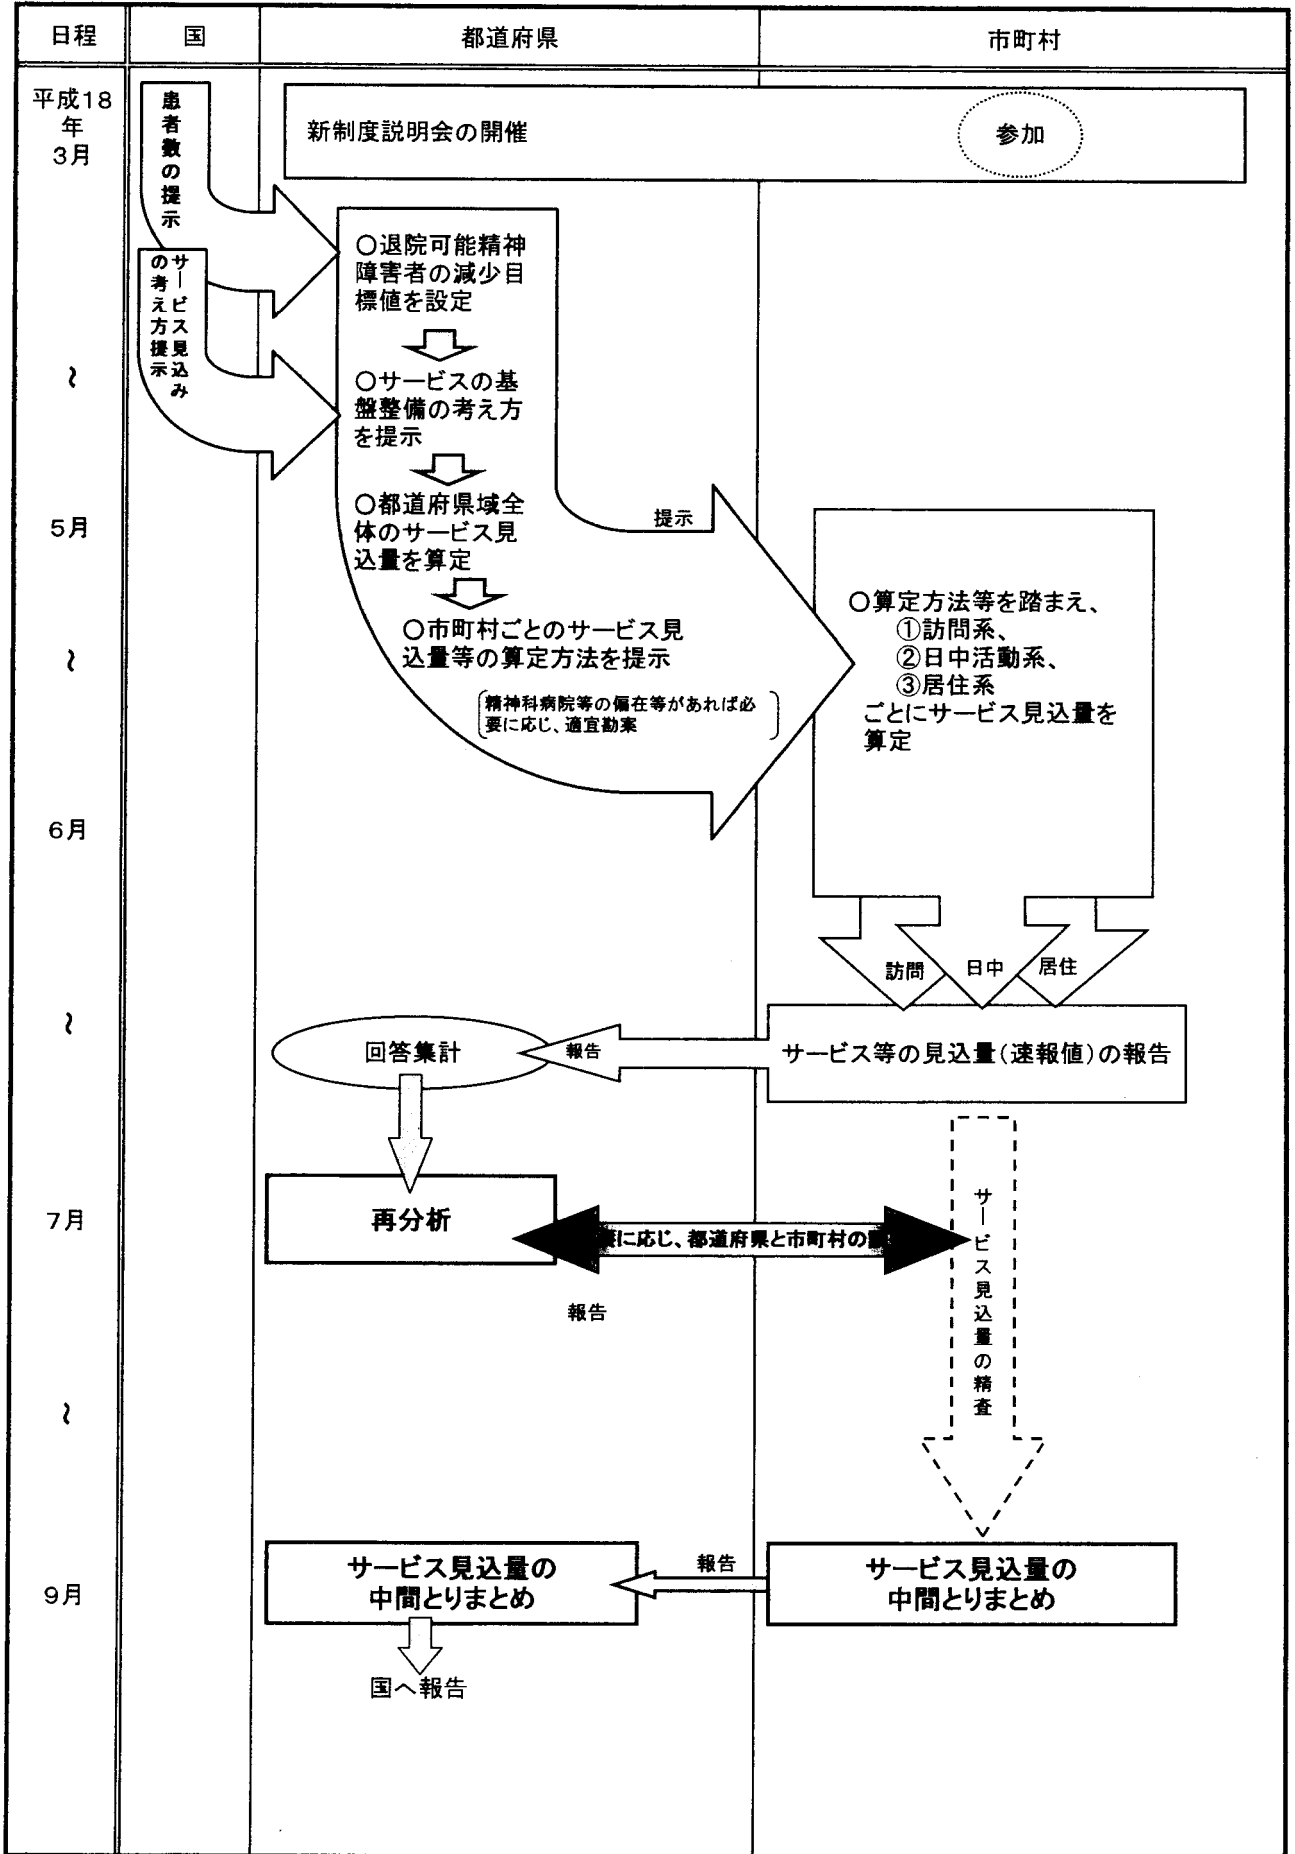 日程
国
都道府県
市町村
平成18
年
3月
患者数の提示
新制度説明会の開催
参加
サービス見込み
の考え方提示
○退院可能精神
障害者の減少目
標値を設定
~
○サービスの基
盤整備の考え方
を提示
5月
○都道府県域全
体のサービス見
込量を算定
提示
~
○市町村ごとのサービス見
込量等の算定方法を提示
精神科病院等の偏在等があれば必
要に応じ、適宜勘案
○算定方法等を踏まえ、
①訪問系、
②日中活動系、
③居住系
ごとにサービス見込量を
算定
6月
訪問
日中
居住
~
回答集計
報告
サービス等の見込量(速報値)の報告
7月
再分析
に応じ、都道府県と市町村の
報告
サービス見込量の精査
~
9月
サービス見込量の
中間とりまとめ
報告
サービス見込量の
中間とりまとめ
国へ報告